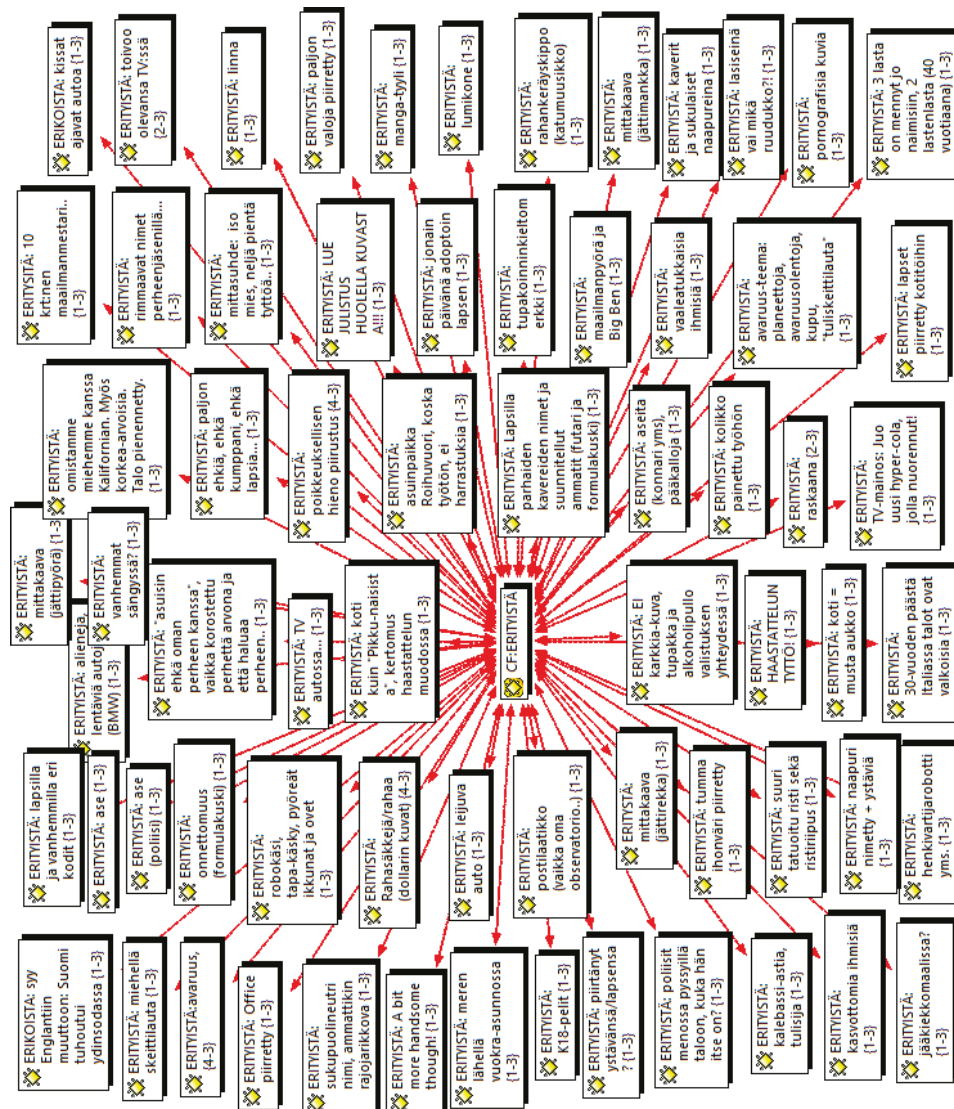 ERIKOISTA: syy
Englantiin
muuttoon: Suomi
tuhoutui
ydinsodassa {1-3}
ERITYISTÄ: miehellä
skeittilauta {1-3}
ERITYISTÄ:avaruus,
{4-3}
ERITYISTÄ: Office
piirretty {1-3}
ERITYISTÄ:
sukupuolineutri
nimi, ammattikin
rajojarikkova {1-3}
ERITYISTÄ: A bit
more handsome
though! {1-3}
ERITYISTÄ: meren
lähellä
vuokra-asunnossa
{1-3}
ERITYISTÄ:
K18-pelit {1-3}
ERITYISTÄ: piirtänyt
ystävänsä/lapsensa
? {1-3}
ERITYISTÄ: poliisit
menossa pyssyillä
taloon, kuka hän
itse on? {1-3}
ERITYISTÄ:
kalebassi-astia,
tulisija {1-3}
ERITYISTÄ:
kasvottomia ihmisiä
{1-3}
ERITYISTÄ:
jääkiekkomaalissa?
{1-3}
ERITYISTÄ: lapsilla
ja vanhemmilla eri
kodit {1-3}
ERITYISTÄ: ase {1-3}
ERITYISTÄ: ase
(poliisi) {1-3}
ERITYISTÄ:
onnettomuus
(formulakuski) {1-3}
ERITYISTÄ:
robokäsi,
tapa-käsky, pyöreät
ikkunat ja ovet
{1-3}
ERITYISTÄ:
Rahasäkkejä/rahaa
(dollarin kuvat) {4-3}
ERITYISTÄ: leijuva
auto {1-3}
ERITYISTÄ:
postilaatikko
(vaikka oma
observatorio..) {1-3}
ERITYISTÄ:
mittakaava
(jättirekka) {1-3}
ERITYISTÄ: tumma
ihonväri piirretty
{1-3}
ERITYISTÄ: suuri
tatuoitu risti sekä
ristiriipus {1-3}
ERITYISTÄ: naapuri
nimetty + ystäviä
{1-3}
ERITYISTÄ:
henkivartijarobotti
yms. {1-3}
ERITYISTÄ:
mittakaava
(jättipyörä) {1-3}
ERITYISTÄ: alieneja,
lentäviä autoj
(BMW) {1-3}
ERITYISTÄ:
vanhemmat
sängyssä? {1-3}
ERITYISTÄ: "asuisin
ehkä oman
perheen kanssa",
vaikka korostettu
pernettä arvona ja
että haluaa
perheen.. {1-3}
ERITYISTÄ: TV
autossa... {1-3}
ERITYISTÄ: koti
kuin "Pikku-naisist
a", kertomus
haastattelun
muodossa {1-3}
CF:ERITYISTÄ
ERITYISTÄ: EI
karkkia-kuva,
tupakka ja
alkoholipullo
valistuksen
yhteydessä {1-3}
ERITYISTÄ:
HAASTATTELUN
TYTTÖ! {1-3}
ERITYISTÄ: koti =
musta aukko {1-3}
ERITYISTÄ:
30-vuoden päästä
Italiassa talot ovat
valkoisia {1-3}
ERITYISTÄ:
omistamme
miehemme kanssa
Kalifornian. Myös
korkea-arvoisia.
Talo pienennetty.
{1-3}
ERITYISTÄ: paljon
ehkiä, ehkä
kumppani, ehkä
lapsia... {1-3}
ERITYISTÄ:
poikkeuksellisen
hieno piirustus {4-3}
ERITYISTÄ:
asuinpaikka
Roihuvuori, koska
työtön, ei
harrastuksia {1-3}
ERITYISTÄ: Lapsilla
parhaiden
kavereiden nimet ja
suunnitellut
ammatit (futari ja
formulakuski) {1-3}
ERITYISTÄ: aseita
(konnari yms),
pääkalloja {1-3}
ERITYISTÄ: kolikko
painettu työhön
{1-3}
ERITYISTÄ:
raskaana {2-3}
ERITYISTÄ:
TV-mainos: Juo
uusi hyper-cola,
jolla nuorennut!
{1-3}
ERITYSITÄ: 10
krt:nen
maailmanmestari..
{1-3}
ERITYISTÄ:
rimmaavat nimet
perheenjäsenillä...
{1-3}
ERITYISTÄ:
mittasuhde: iso
mies, neljä pientä
tyttöä.. {1-3}
ERITYISTÄ: LUE
JULISTUS
HUOLELLA KUVAST
A!!! {1-3}
ERITYISTÄ: jonain
päivänä adoptoin
lapsen {1-3}
ERITYISTÄ:
tupakoinninkieltom
erkki {1-3}
ERITYISTÄ:
maailmanpyörä ja
Big Ben {1-3}
ERITYISTÄ:
vaaleatukkaisia
ihmisiä {1-3}
ERITYISTÄ:
avaruus-teema:
planeettoja,
avaruusolentoja,
kupu,
"tuliskeittilauta"
{1-3}
ERITYISTÄ: lapset
piirretty kotitöihin
{1-3}
ERIKOISTA: kissat
ajavat autoa {1-3}
ERITYISTÄ: toivoo
olevansa TV:ssä
{2-3}
ERITYISTÄ: linna
{1-3}
ERITYISTÄ: paljon
valoja piirretty {1-3}
ERITYISTÄ:
manga-tyyli {1-3}
ERITYISTÄ:
lumikone {1-3}
ERITYISTÄ:
rahankeräyskippo
(katumuusikko)
{1-3}
ERITYISTÄ:
mittakaava
(jättimankka) {1-3}
ERITYISTÄ: kaverit
ja sukulaiset
naapureina {1-3}
ERITYISTÄ: lasiseinä
vai mikä
ruudukko?! {1-3}
ERITYISTÄ:
pornografisia kuvia
{1-3}
ERITYISTÄ: 3 lasta
on mennyt jo
naimisiin, 2
lastenlasta (40
vuotiaana) {1-3}